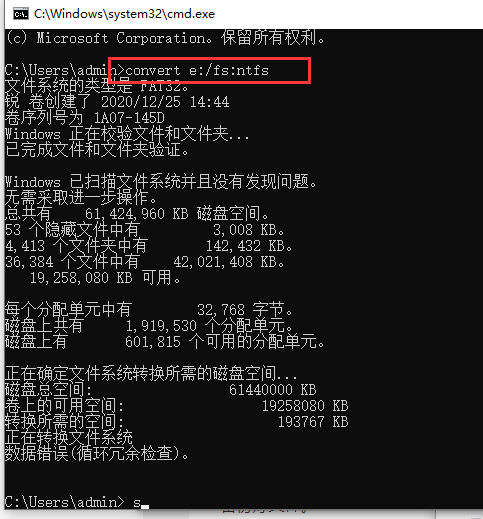 C:\Windows\system32\cmd.exe
(c) Microsoft Corporation。保留所有权利。
C:\Users\admin>convert e:/fs:ntfs
文件系统的类型是 FAT32。
锐 卷创建了 2020/12/25 14:44
卷序列号为 1A07-145D
Windows 正在校验文件和文件夹...
已完成文件和文件夹验证。
Windows 已扫描文件系统并且没有发现问题。
无需采取进一步操作。
总共有    61,424,960 KB 磁盘空间。
53 个隐藏文件中有         3,008 KB。
4,413 个文件夹中有       142,432 KB。
36,384 个文件中有    42,021,408 KB。
   19,258,080 KB 可用。
每个分配单元中有        32,768 字节。
磁盘上共有     1,919,530 个分配单元。
磁盘上有       601,815 个可用的分配单元。
正在确定文件系统转换所需的磁盘空间...
磁盘总空间:                 61440000 KB
卷上的可用空间:                 19258080 KB
转换所需的空间:                   193767 KB
正在转换文件系统
数据错误(循环冗余检查)。
C:\Users\admin> s